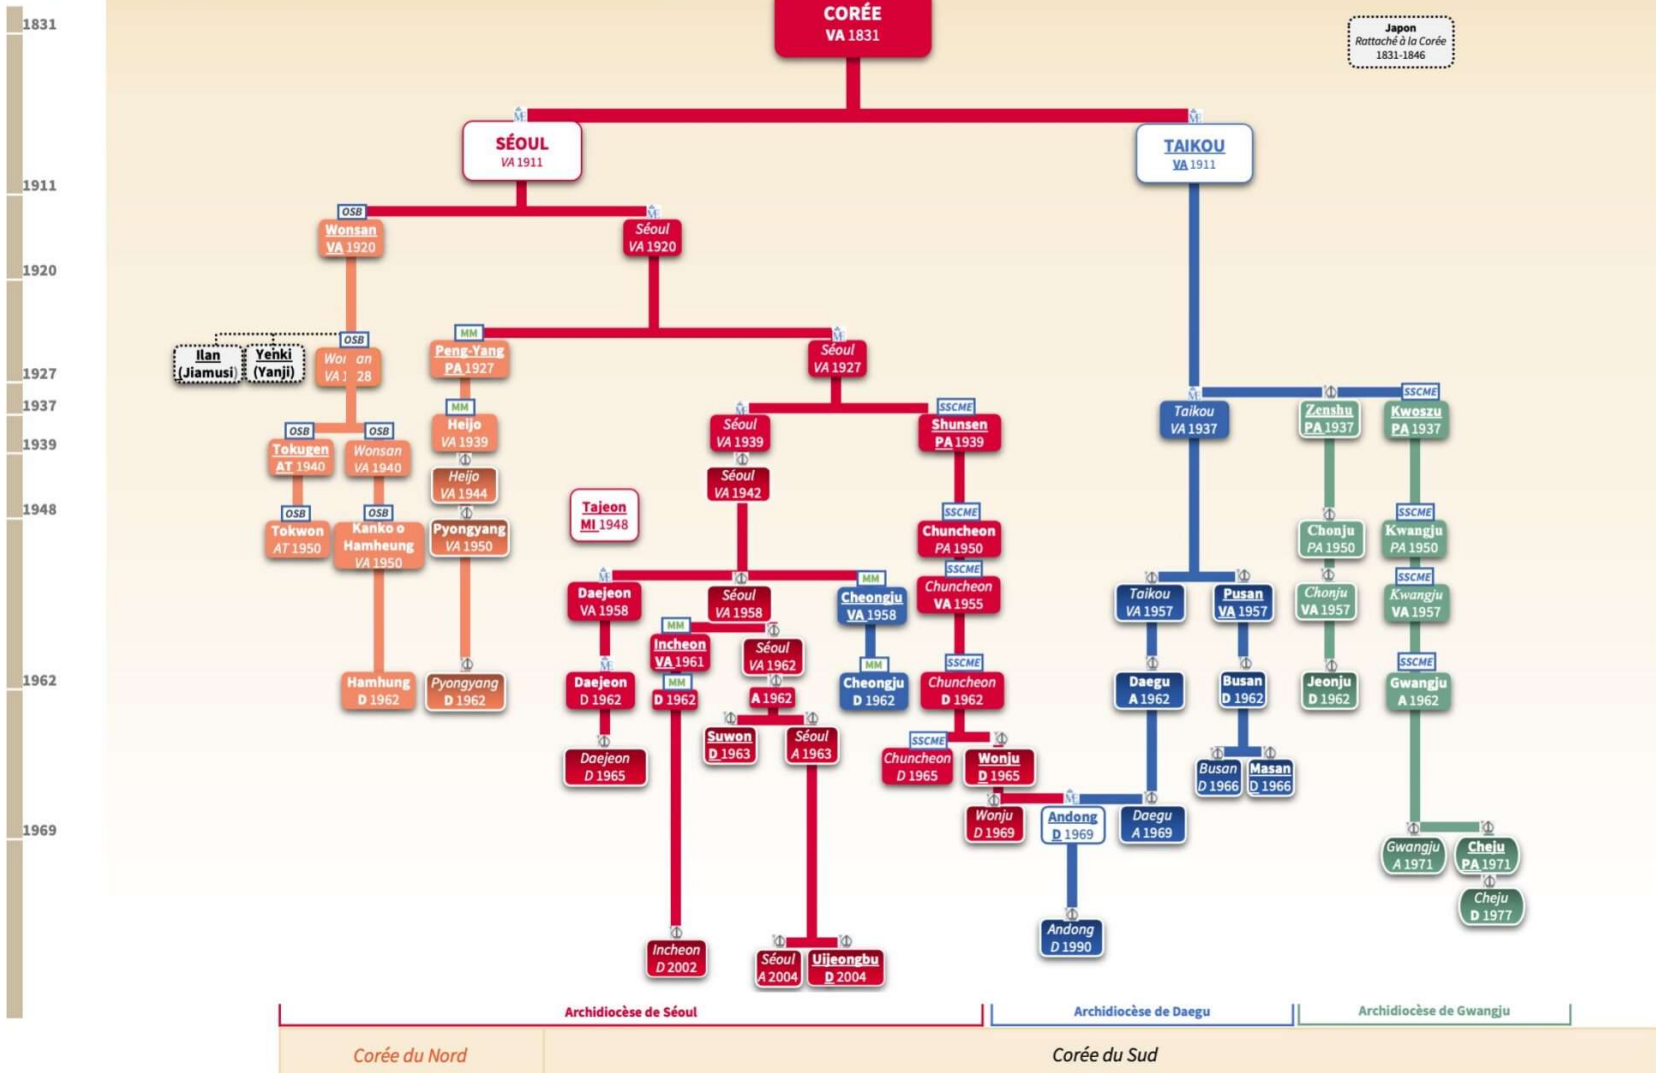 CORÉE
VA 1831
Japon
Rattaché à la Corée
1831-1846
1831
SÉOUL
VA 1911
TAIKOU
VA 1911
1911
OSB
Wonsan
VA 1920
Séoul
VA 1920
1920
OSB
MM
Ilan
(Jiamusi)
Yenki
(Yanji)
Peng-Yang
PA 1927
Séoul
VA 1927
1927
SSCME
1937
MM
SSCME
Taikou
VA 1937
Zenshu
PA 1937
Kwoszu
PA 1937
Heijo
VA 1939
Séoul
VA 1939
Shunsen
PA 1939
1939
OSB
OSB
Tokugen
AT 1940
Wonsan
VA 1940
Heijo
VA 1944
Séoul
VA 1942
1948
Tajeon
MI 1948
OSB
OSB
SSCME
SSCME
Tokwon
AT 1950
Kanko o
Hamheung
VA 1950
Pyongyang
VA 1950
Chuncheon
PA 1950
Chonju
PA 1950
Kwangju
PA 1950
MM
SSCME
SSCME
Daejeon
VA 1958
Séoul
VA 1958
Cheongju
VA 1958
Chuncheon
VA 1955
Taikou
VA 1957
Pusan
VA 1957
Chonju
VA 1957
Kwangju
VA 1957
MM
Incheon
VA 1961
Séoul
VA 1962
MM
SSCME
SSCME
1962
Hamhung
D 1962
Pyongyang
D 1962
Daejeon
D 1962
MM
D 1962
A 1962
Cheongju
D 1962
Chuncheon
D 1962
Daegu
A 1962
Busan
D 1962
Jeonju
D 1962
Gwangju
A 1962
Suwon
D 1963
Séoul
A 1963
SSCME
Daejeon
D 1965
Chuncheon
D 1965
Wonju
D 1965
Busan
D 1966
Masan
D 1966
1969
Wonju
D 1969
Andong
D 1969
Daegu
A 1969
Gwangju
A 1971
Cheju
PA 1971
Cheju
D 1977
Andong
D 1990
Incheon
D 2002
Séoul
A 2004
Uijeongbu
D 2004
Archidiocèse de Séoul
Archidiocèse de Daegu
Archidiocèse de Gwangju
Corée du Nord
Corée du Sud